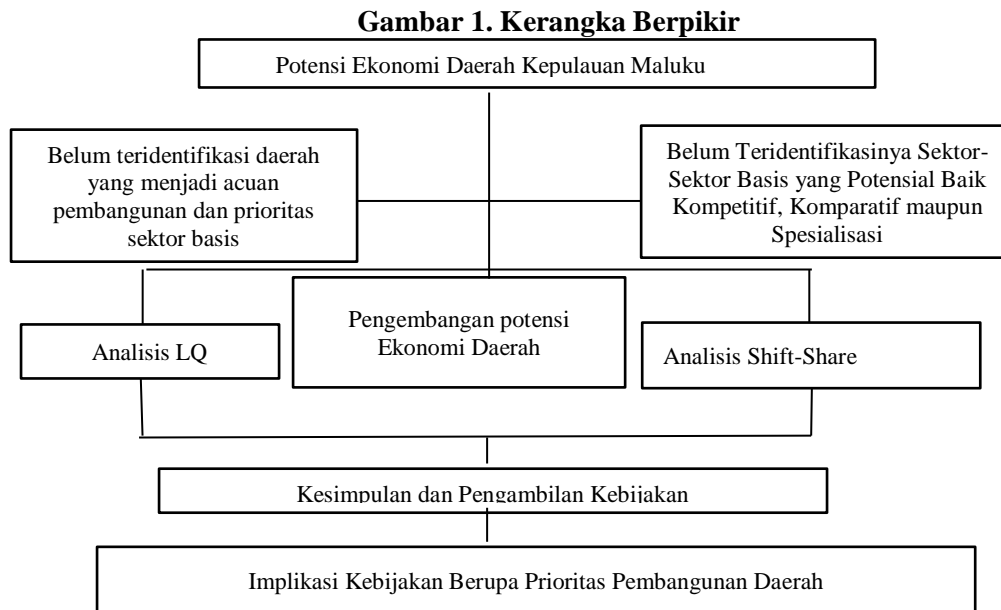 Gambar 1. Kerangka Berpikir
Potensi Ekonomi Daerah Kepulauan Maluku
Belum teridentifikasi daerah
yang menjadi acuan
pembangunan dan prioritas
sektor basis
Belum Teridentifikasinya Sektor-
Sektor Basis yang Potensial Baik
Kompetitif, Komparatif maupun
Spesialisasi
Analisis LQ
Pengembangan potensi
Ekonomi Daerah
Analisis Shift-Share
Kesimpulan dan Pengambilan Kebijakan
Implikasi Kebijakan Berupa Prioritas Pembangunan Daerah